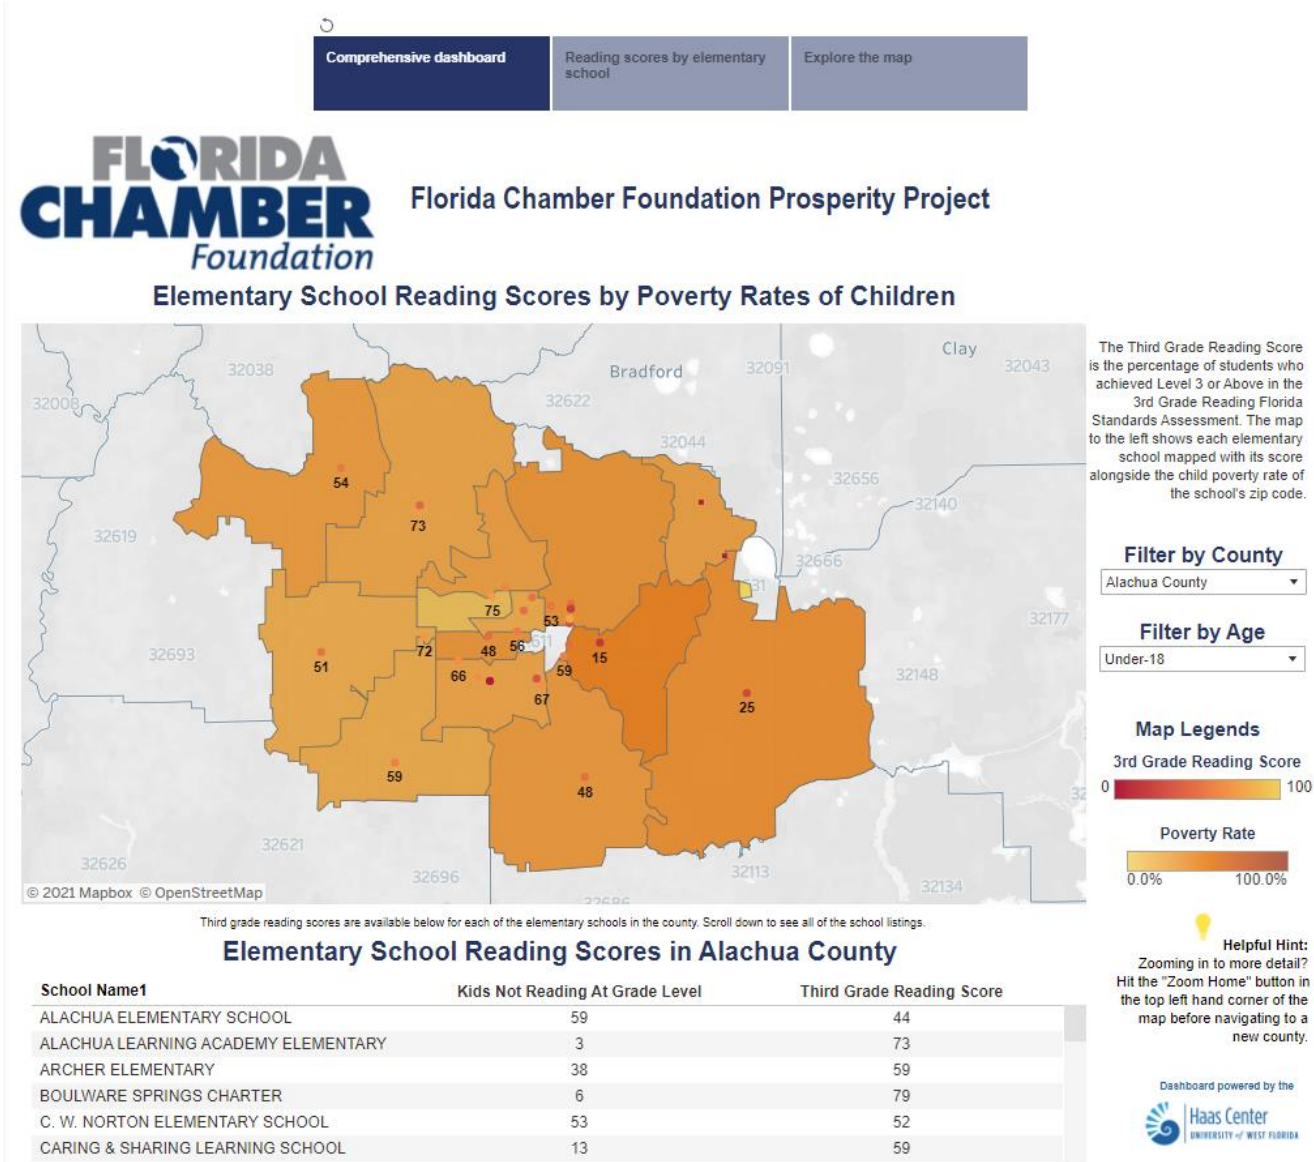 Comprehensive dashboard
Reading scores by elementary
school
Explore the map
FLORIDA
CHAMBER
Foundation
Florida Chamber Foundation Prosperity Project
Elementary School Reading Scores by Poverty Rates of Children
Clay
32038
Bradford
32091
32043
32008
32622
32044
32656
54
32140
73
32619
32666
31
75
53
32177
72
48
56
611
15
32693
51
66
59
32148
67
25
59
48
32621
32626
32696
32113
32134
32686
32
© 2021 Mapbox © OpenStreetMap
The Third Grade Reading Score
is the percentage of students who
achieved Level 3 or Above in the
3rd Grade Reading Florida
Standards Assessment. The map
to the left shows each elementary
school mapped with its score
alongside the child poverty rate of
the school's zip code.
Filter by County
Alachua County
Filter by Age
Under-18
Map Legends
3rd Grade Reading Score
0 100
Poverty Rate
0.0% 100.0%
Helpful Hint:
Zooming in to more detail?
Hit the "Zoom Home" button in
the top left hand corner of the
map before navigating to a
new county.
Dashboard powered by the
Haas Center
UNIVERSITY of WEST FLORIDA
Third grade reading scores are available below for each of the elementary schools in the county. Scroll down to see all of the school listings.
Elementary School Reading Scores in Alachua County
School Name1 Kids Not Reading At Grade Level Third Grade Reading Score
ALACHUA ELEMENTARY SCHOOL 59 44
ALACHUA LEARNING ACADEMY ELEMENTARY 3 73
ARCHER ELEMENTARY 38 59
BOULWARE SPRINGS CHARTER 6 79
C. W. NORTON ELEMENTARY SCHOOL 53 52
CARING & SHARING LEARNING SCHOOL 13 59